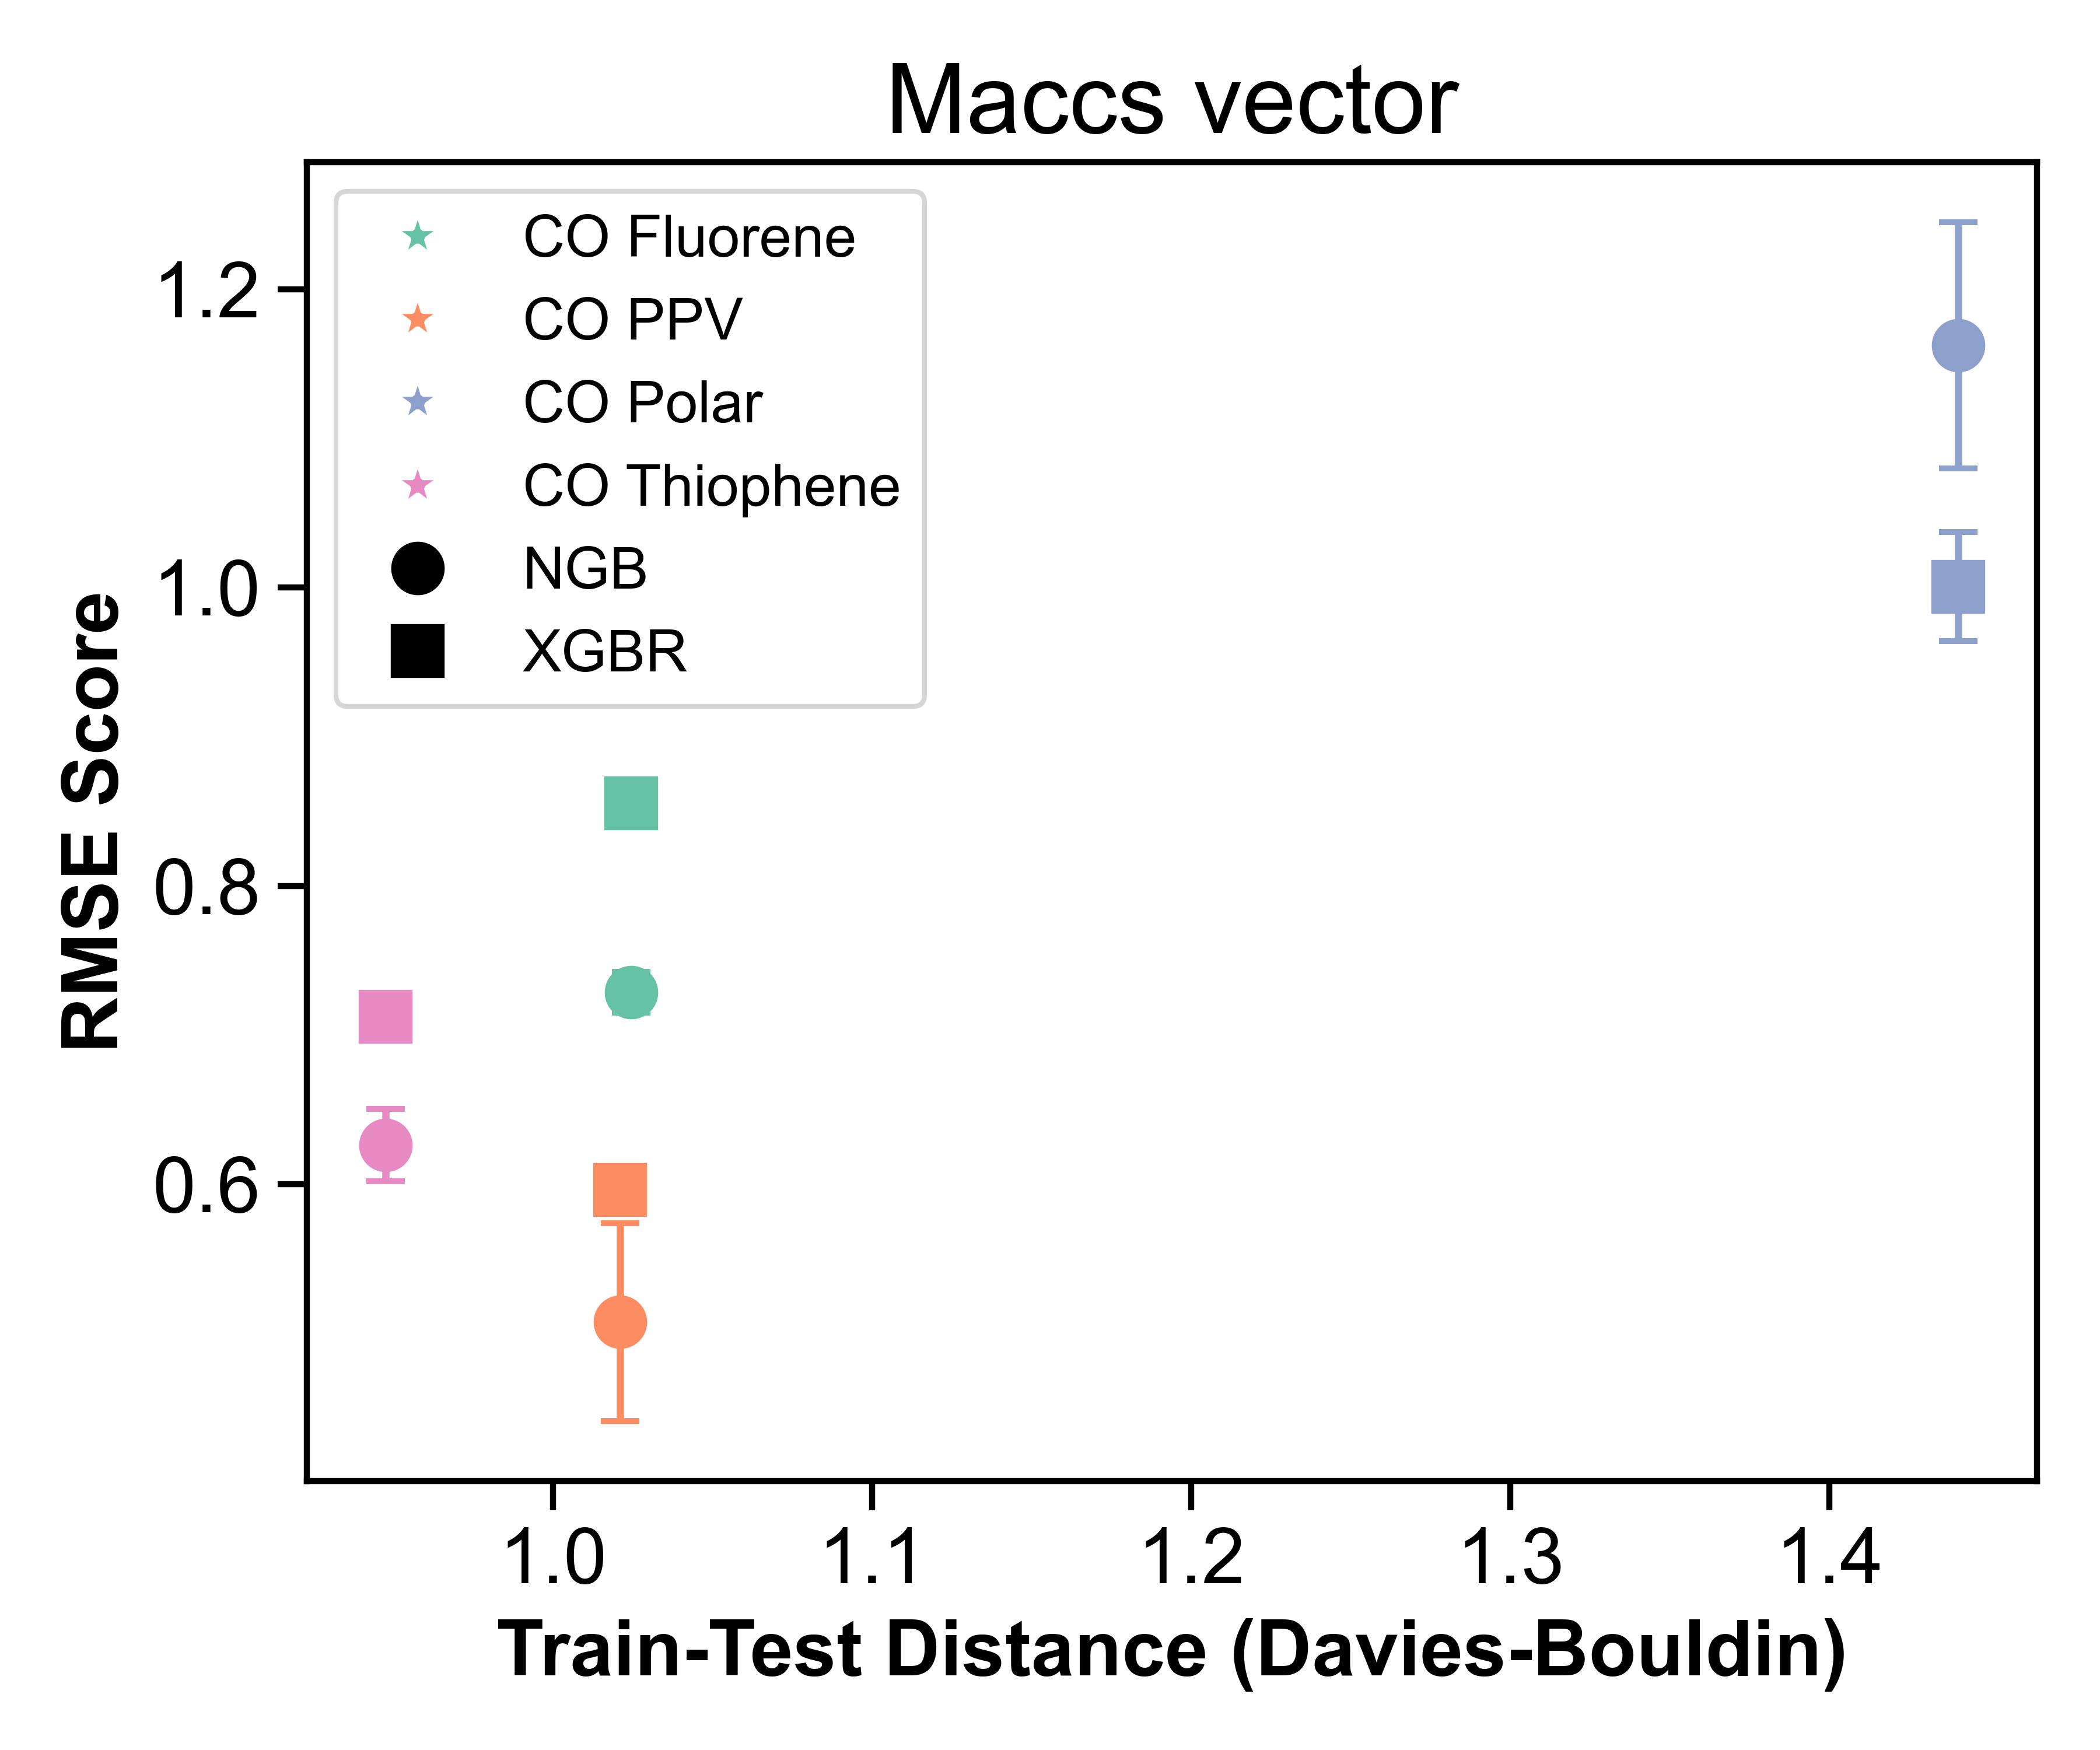 Maccs vector
CO Fluorene
CO PPV
CO Polar
CO Thiophene
NGB
XGBR
RMSE Score
1.2
1.0
0.8
0.6
1.0
1.1
1.2
1.3
1.4
Train-Test Distance (Davies-Bouldin)